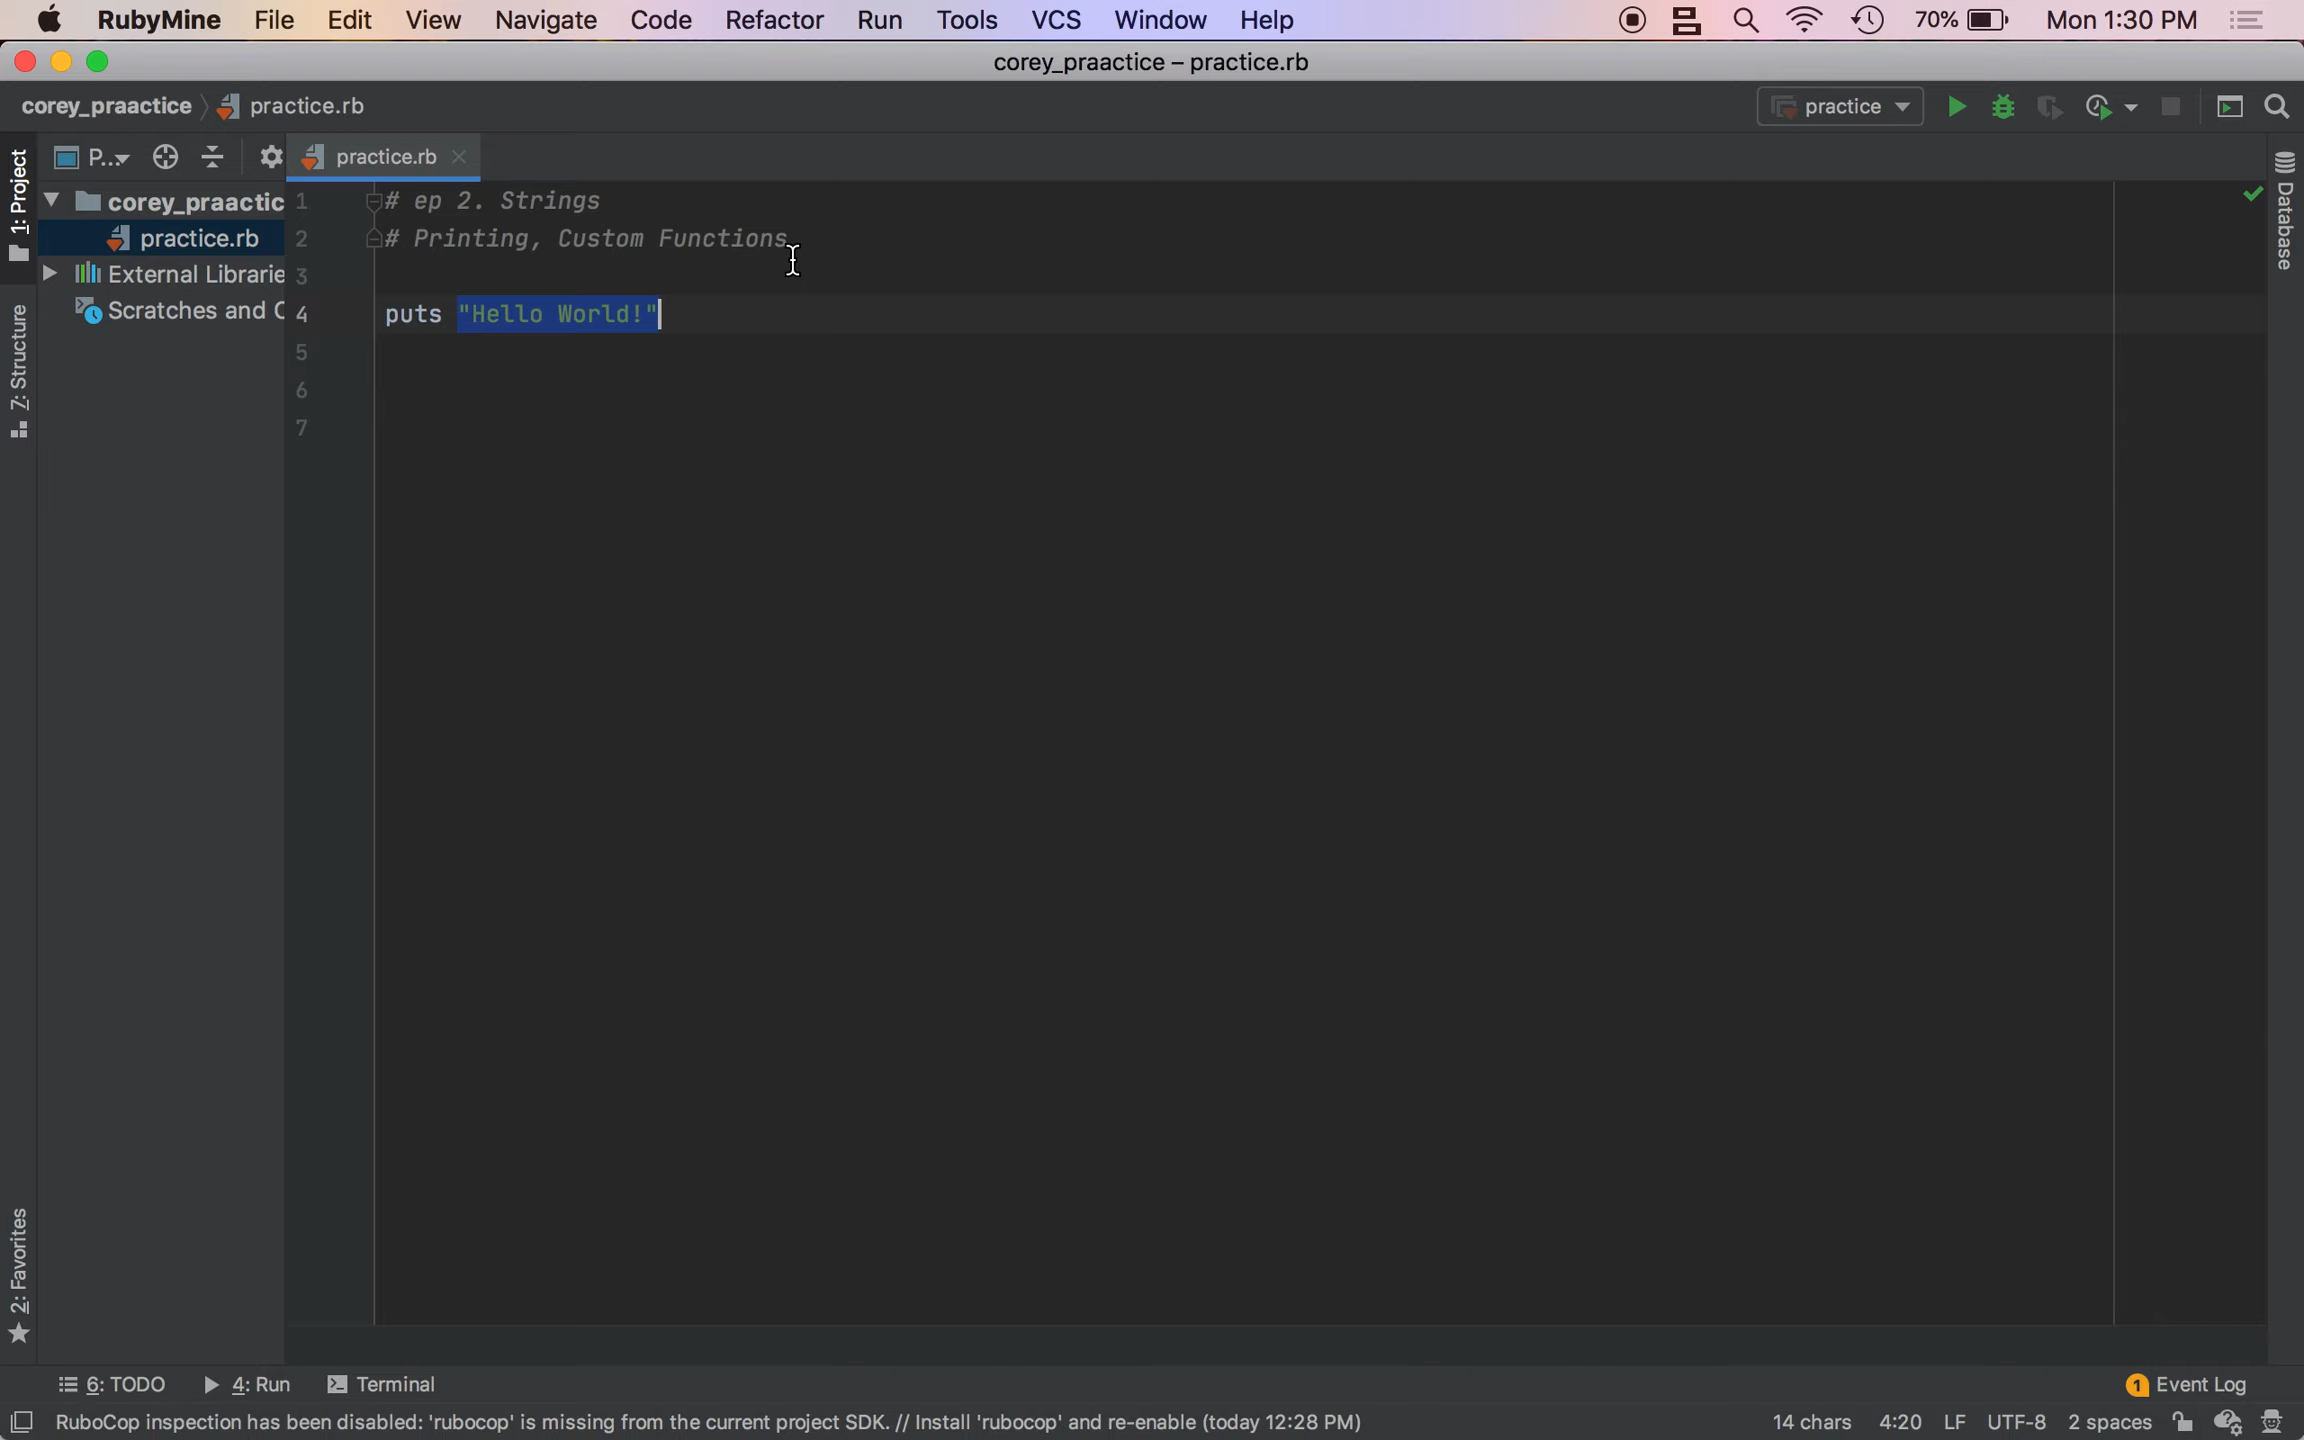 RubyMine File Edit View Navigate Code Refactor Run Tools VCS Window Help 70% Mon 1:30 PM
corey_praactice – practice.rb
corey_praactice practice.rb practice
1: Project
P... practice.rb
corey_praactic
practice.rb
External Librarie
Scratches and C
7: Structure
2: Favorites
1 # ep 2. Strings
2 # Printing, Custom Functions
3
4 puts "Hello World!"
5
6
7
Database
6: TODO 4: Run Terminal 1 Event Log
RuboCop inspection has been disabled: 'rubocop' is missing from the current project SDK. // Install 'rubocop' and re-enable (today 12:28 PM) 14 chars 4:20 LF UTF-8 2 spaces